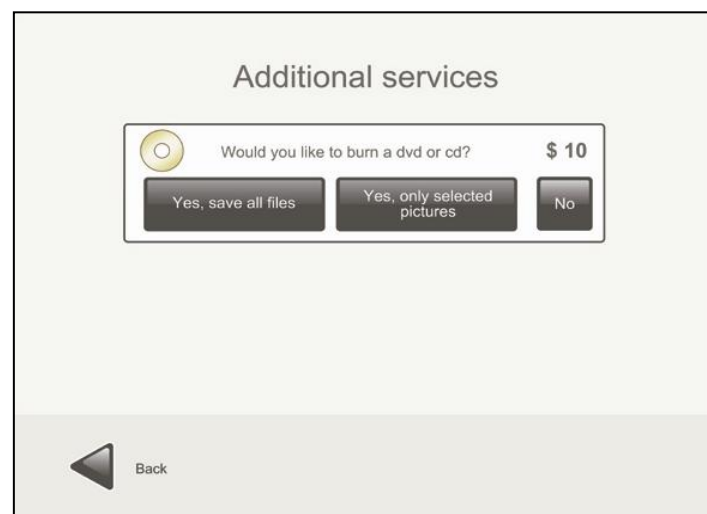 Additional services
Would you like to burn a dvd or cd? $ 10
Yes, save all files
Yes, only selected
pictures
No
Back